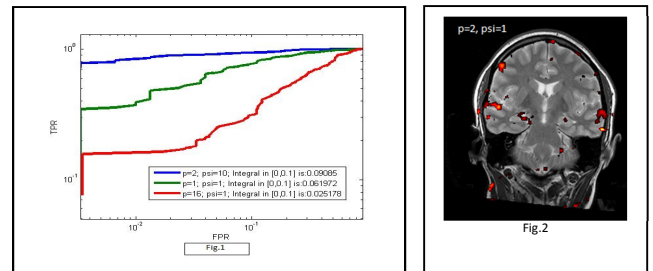 10⁰
TPR
10⁻¹
p=2; psi=10; Integral in [0,0.1] is:0.09085
p=1; psi=1; Integral in [0,0.1] is:0.061972
p=16; psi=1; Integral in [0,0.1] is:0.025178
10⁻² 10⁻¹
FPR
Fig.1
p=2, psi=1
Fig.2